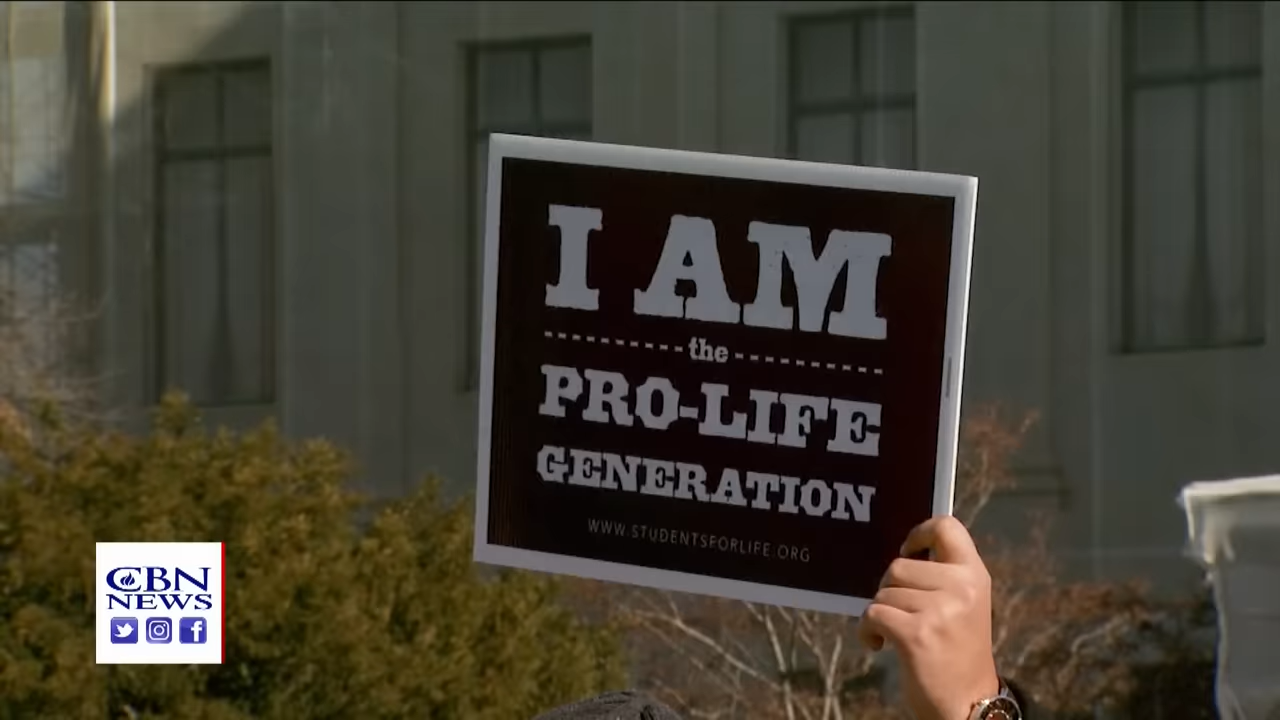 I AM
the
PRO-LIFE
GENERATION
WWW.STUDENTSFORLIFE.ORG
CBN
NEWS